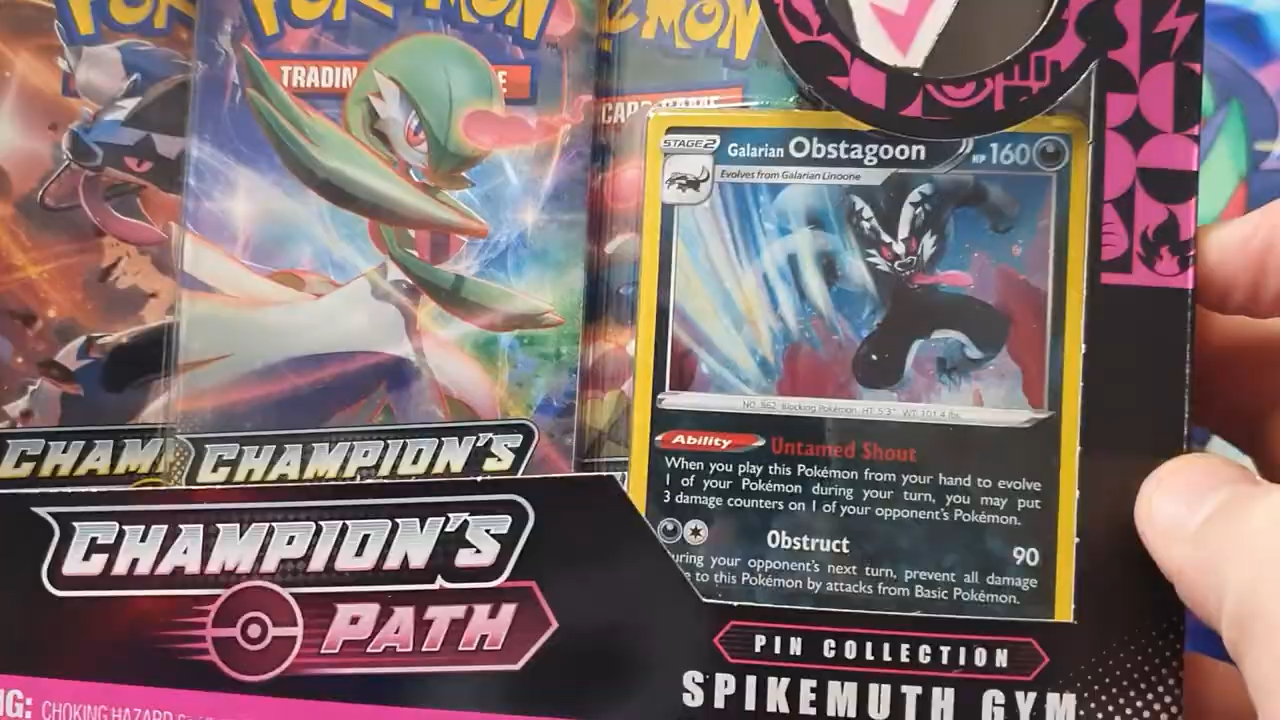 POKéMON
TRADIN
E
CARD GAME
STAGE2
Galarian Obstagoon
HP 160
Evolves from Galarian Linoone
NO. 862 Blocking Pokémon HT: 5'3" WT: 101.4 lbs.
Ability Untamed Shout
When you play this Pokémon from your hand to evolve
1 of your Pokémon during your turn, you may put
3 damage counters on 1 of your opponent's Pokémon.
Obstruct 90
uring your opponent's next turn, prevent all damage
e to this Pokémon by attacks from Basic Pokémon.
CHAM
CHAMPION'S
CHAMPION'S
PATH
PIN COLLECTION
SPIKEMUTH GYM
NG: CHOKING HAZARD